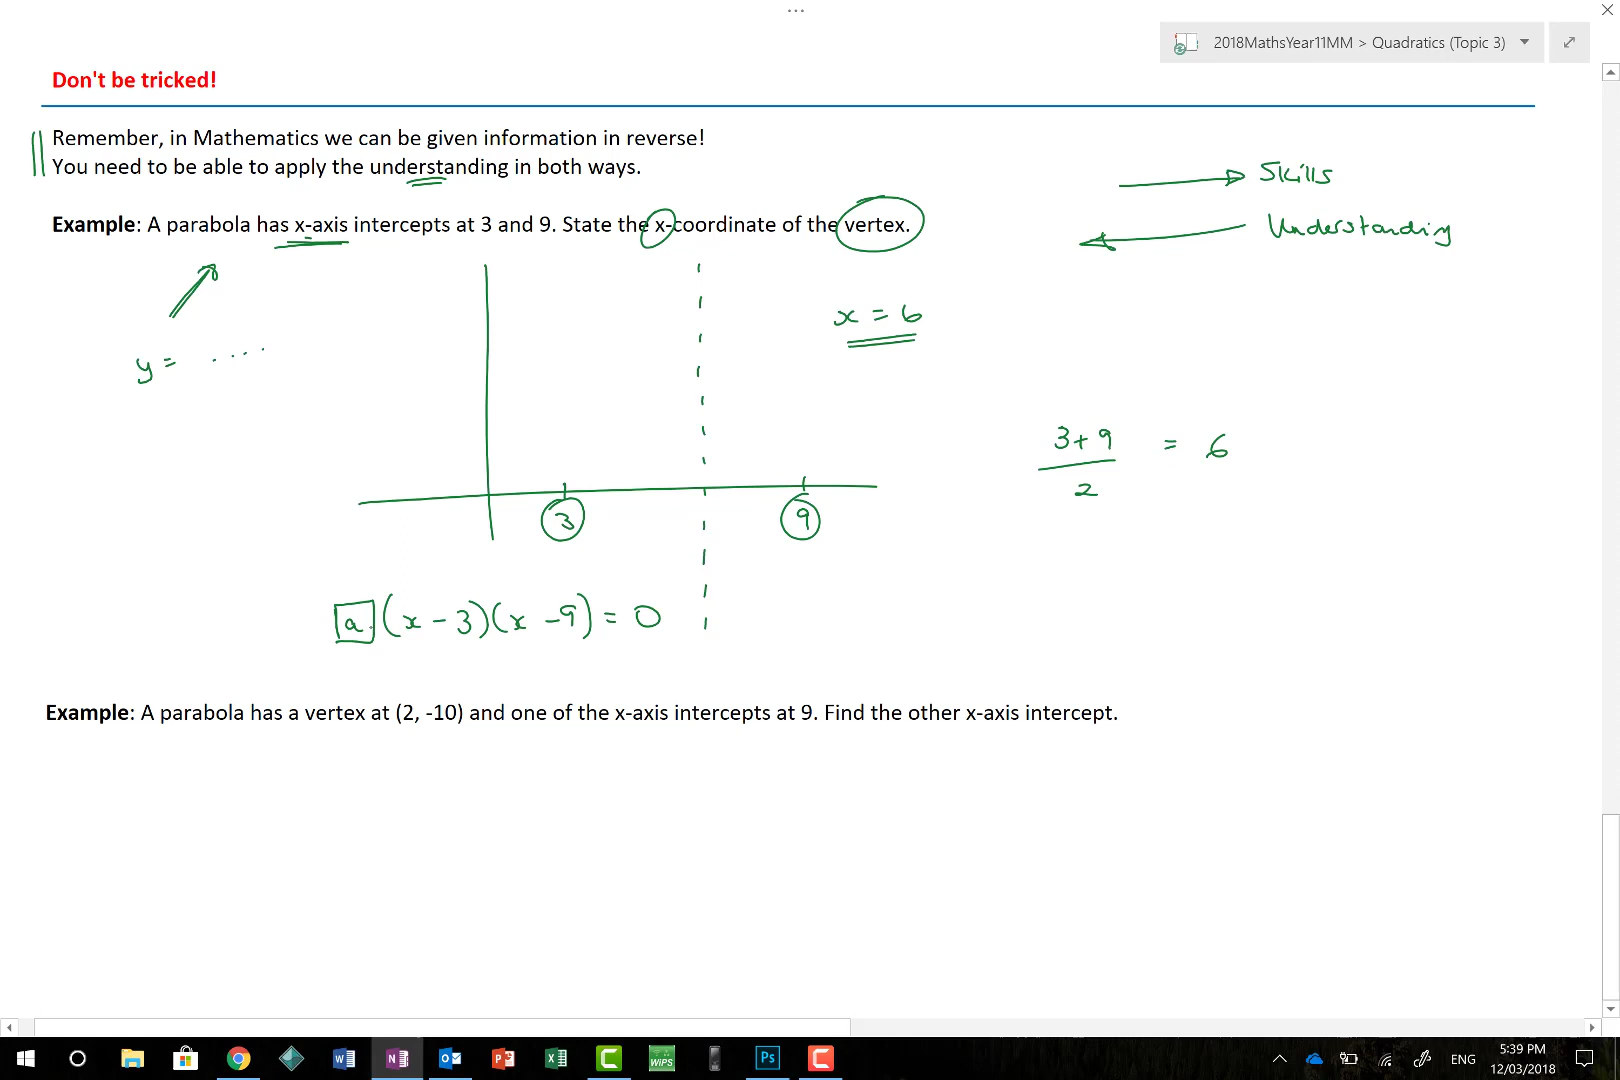 ...
2018MathsYear11MM > Quadratics (Topic 3)
Don't be tricked!
Remember, in Mathematics we can be given information in reverse!
You need to be able to apply the understanding in both ways.
Skills
Understanding
Example: A parabola has x-axis intercepts at 3 and 9. State the x-coordinate of the vertex.
x = 6
y = ....
3+9 = 6
2
3
9
a (x - 3)(x - 9) = 0
Example: A parabola has a vertex at (2, -10) and one of the x-axis intercepts at 9. Find the other x-axis intercept.
WiPS
ENG
5:39 PM
12/03/2018